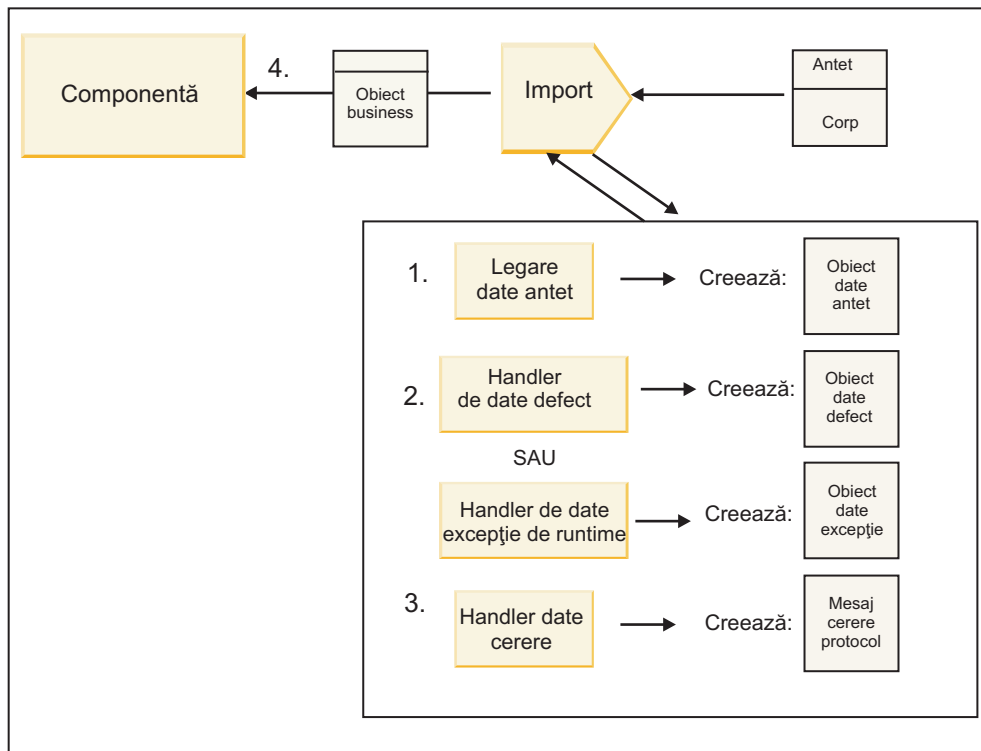 Componentă
4.
Obiect
business
Import
Antet
Corp
1.
Legare
date antet
Creează:
Obiect
date
antet
2.
Handler
de date defect
Creează:
Obiect
date
defect
SAU
Handler de date
excepţie de runtime
Creează:
Obiect
date
excepţie
3.
Handler date
cerere
Creează:
Mesaj
cerere
protocol